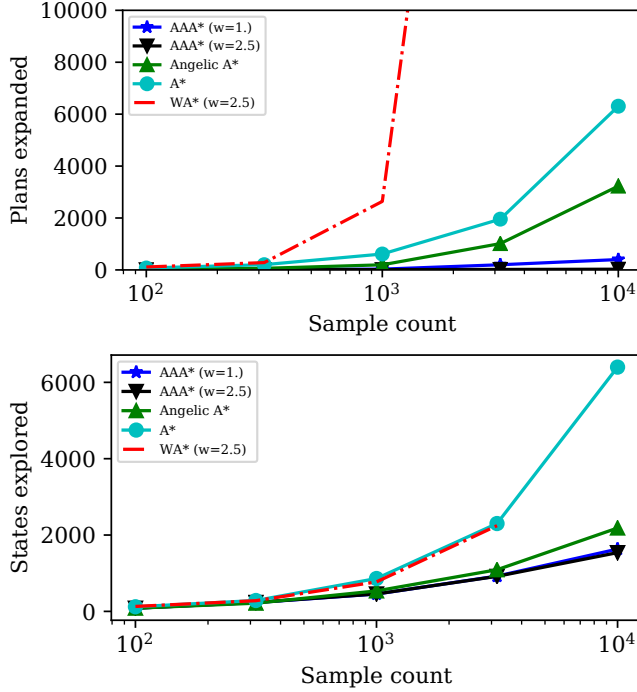 10000
8000
6000
4000
2000
0
Plans expanded
AAA* (w=1.)
AAA* (w=2.5)
Angelic A*
A*
WA* (w=2.5)
10²
10³
10⁴
Sample count
6000
4000
2000
0
States explored
AAA* (w=1.)
AAA* (w=2.5)
Angelic A*
A*
WA* (w=2.5)
10²
10³
10⁴
Sample count